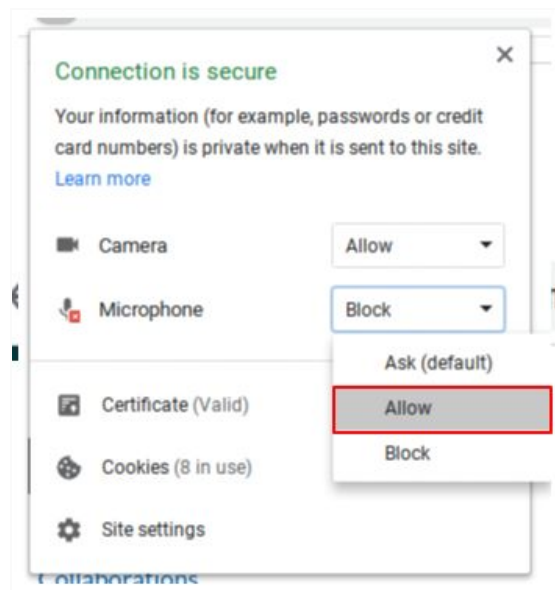 Connection is secure
Your information (for example, passwords or credit
card numbers) is private when it is sent to this site.
Learn more
Camera Allow
Microphone Block
Ask (default)
Certificate (Valid) Allow
Block
Cookies (8 in use)
Site settings
Collaborations